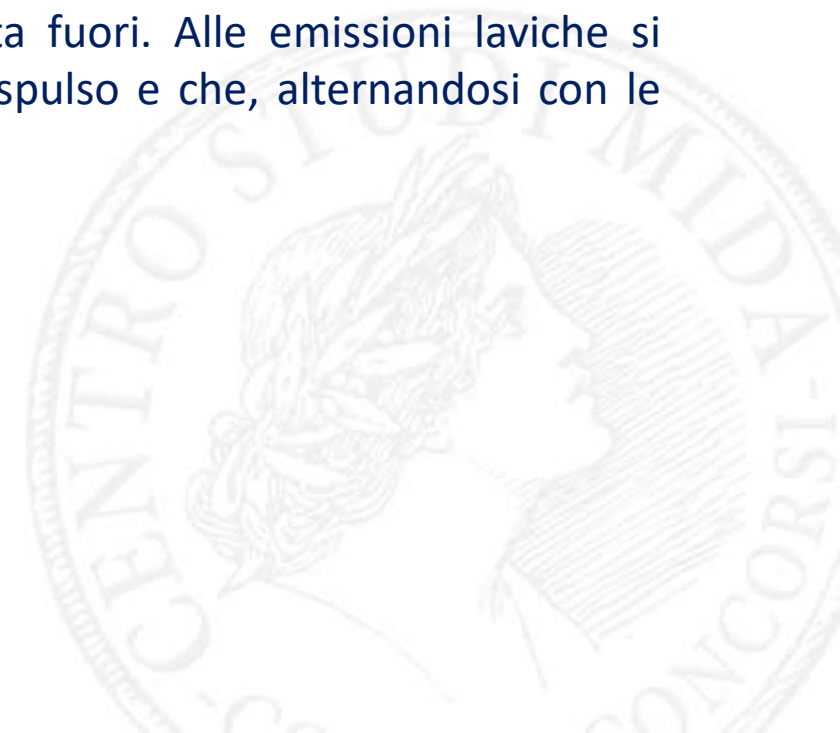 ta fuori. Alle emissioni laviche si
spulso e che, alternandosi con le
CENTRO STUDI MIDA
CONCORSI